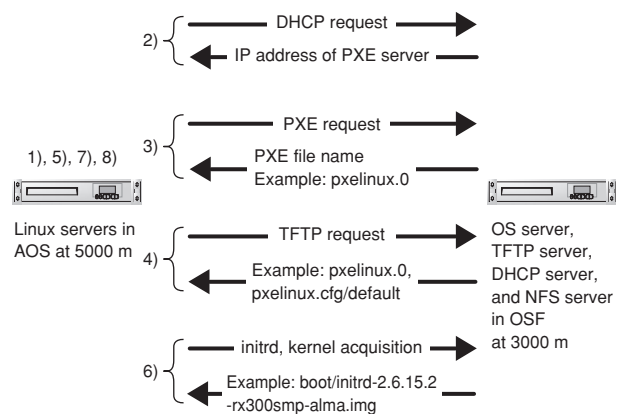 2)
DHCP request
IP address of PXE server
3)
PXE request
PXE file name
Example: pxelinux.0
1), 5), 7), 8)
Linux servers in
AOS at 5000 m
4)
TFTP request
Example: pxelinux.0,
pxelinux.cfg/default
OS server,
TFTP server,
DHCP server,
and NFS server
in OSF
at 3000 m
6)
initrd, kernel acquisition
Example: boot/initrd-2.6.15.2
-rx300smp-alma.img